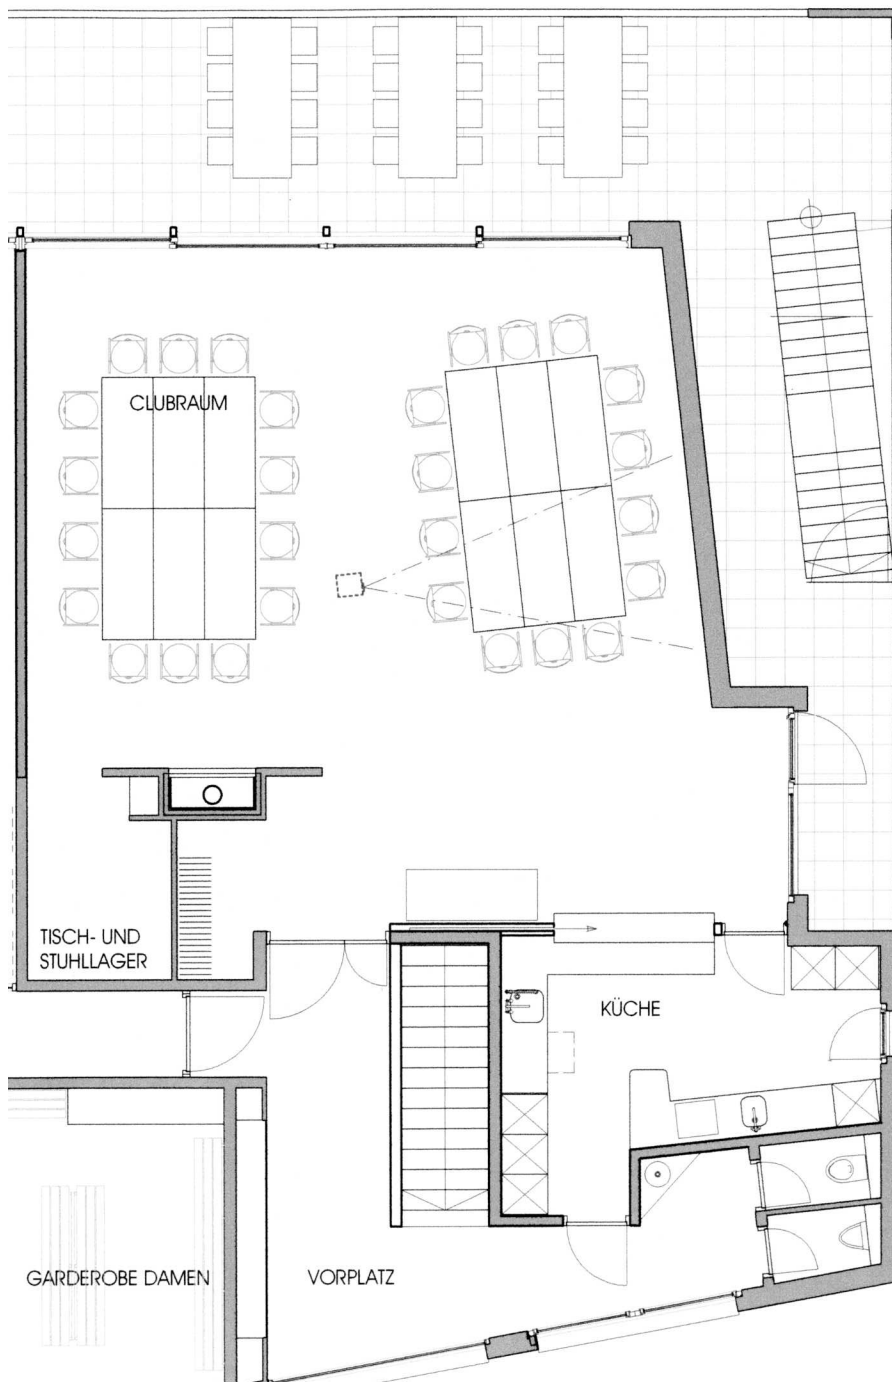 CLUBRAUM
TISCH- UND
STUHLLAGER
KÜCHE
GARDEROBE DAMEN
VORPLATZ